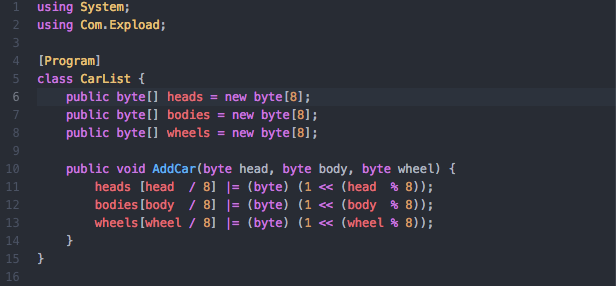 1 using System;
2 using Com.Expload;
3
4 [Program]
5 class CarList {
6     public byte[] heads = new byte[8];
7     public byte[] bodies = new byte[8];
8     public byte[] wheels = new byte[8];
9
10     public void AddCar(byte head, byte body, byte wheel) {
11         heads [head  / 8] |= (byte) (1 << (head  % 8));
12         bodies[body  / 8] |= (byte) (1 << (body  % 8));
13         wheels[wheel / 8] |= (byte) (1 << (wheel % 8));
14     }
15 }
16